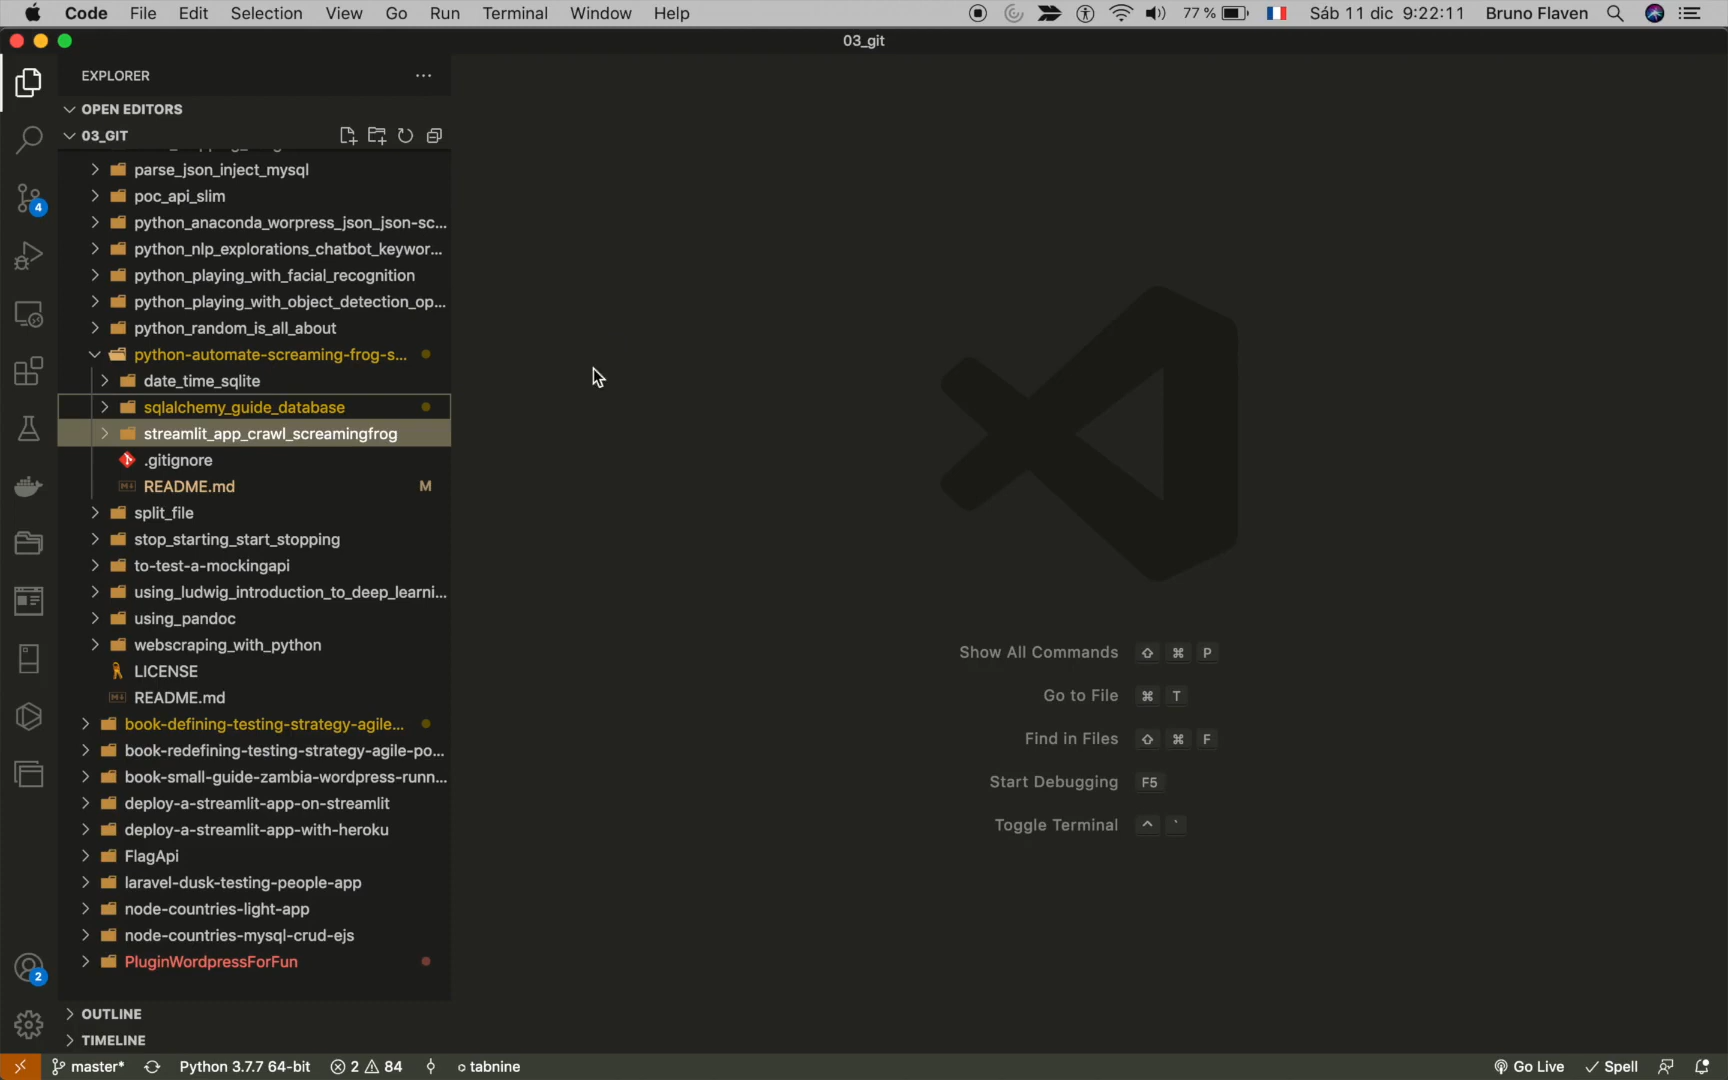 Code File Edit Selection View Go Run Terminal Window Help 77 % Sáb 11 dic 9:22:11 Bruno Flaven
03_git
EXPLORER
OPEN EDITORS
03_GIT
parse_json_inject_mysql
4
poc_api_slim
python_anaconda_worpress_json_json-sc...
python_nlp_explorations_chatbot_keywor...
python_playing_with_facial_recognition
python_playing_with_object_detection_op...
python_random_is_all_about
python-automate-screaming-frog-s...
date_time_sqlite
sqlalchemy_guide_database
streamlit_app_crawl_screamingfrog
.gitignore
README.md M
split_file
stop_starting_start_stopping
to-test-a-mockingapi
using_ludwig_introduction_to_deep_learni...
using_pandoc
webscraping_with_python
LICENSE
README.md
book-defining-testing-strategy-agile...
book-redefining-testing-strategy-agile-po...
book-small-guide-zambia-wordpress-runn...
deploy-a-streamlit-app-on-streamlit
deploy-a-streamlit-app-with-heroku
FlagApi
laravel-dusk-testing-people-app
node-countries-light-app
node-countries-mysql-crud-ejs
PluginWordpressForFun
2
OUTLINE
TIMELINE
Show All Commands ⇧ ⌘ P
Go to File ⌘ T
Find in Files ⇧ ⌘ F
Start Debugging F5
Toggle Terminal ^ `
master* Python 3.7.7 64-bit 2 84 tabnine Go Live Spell